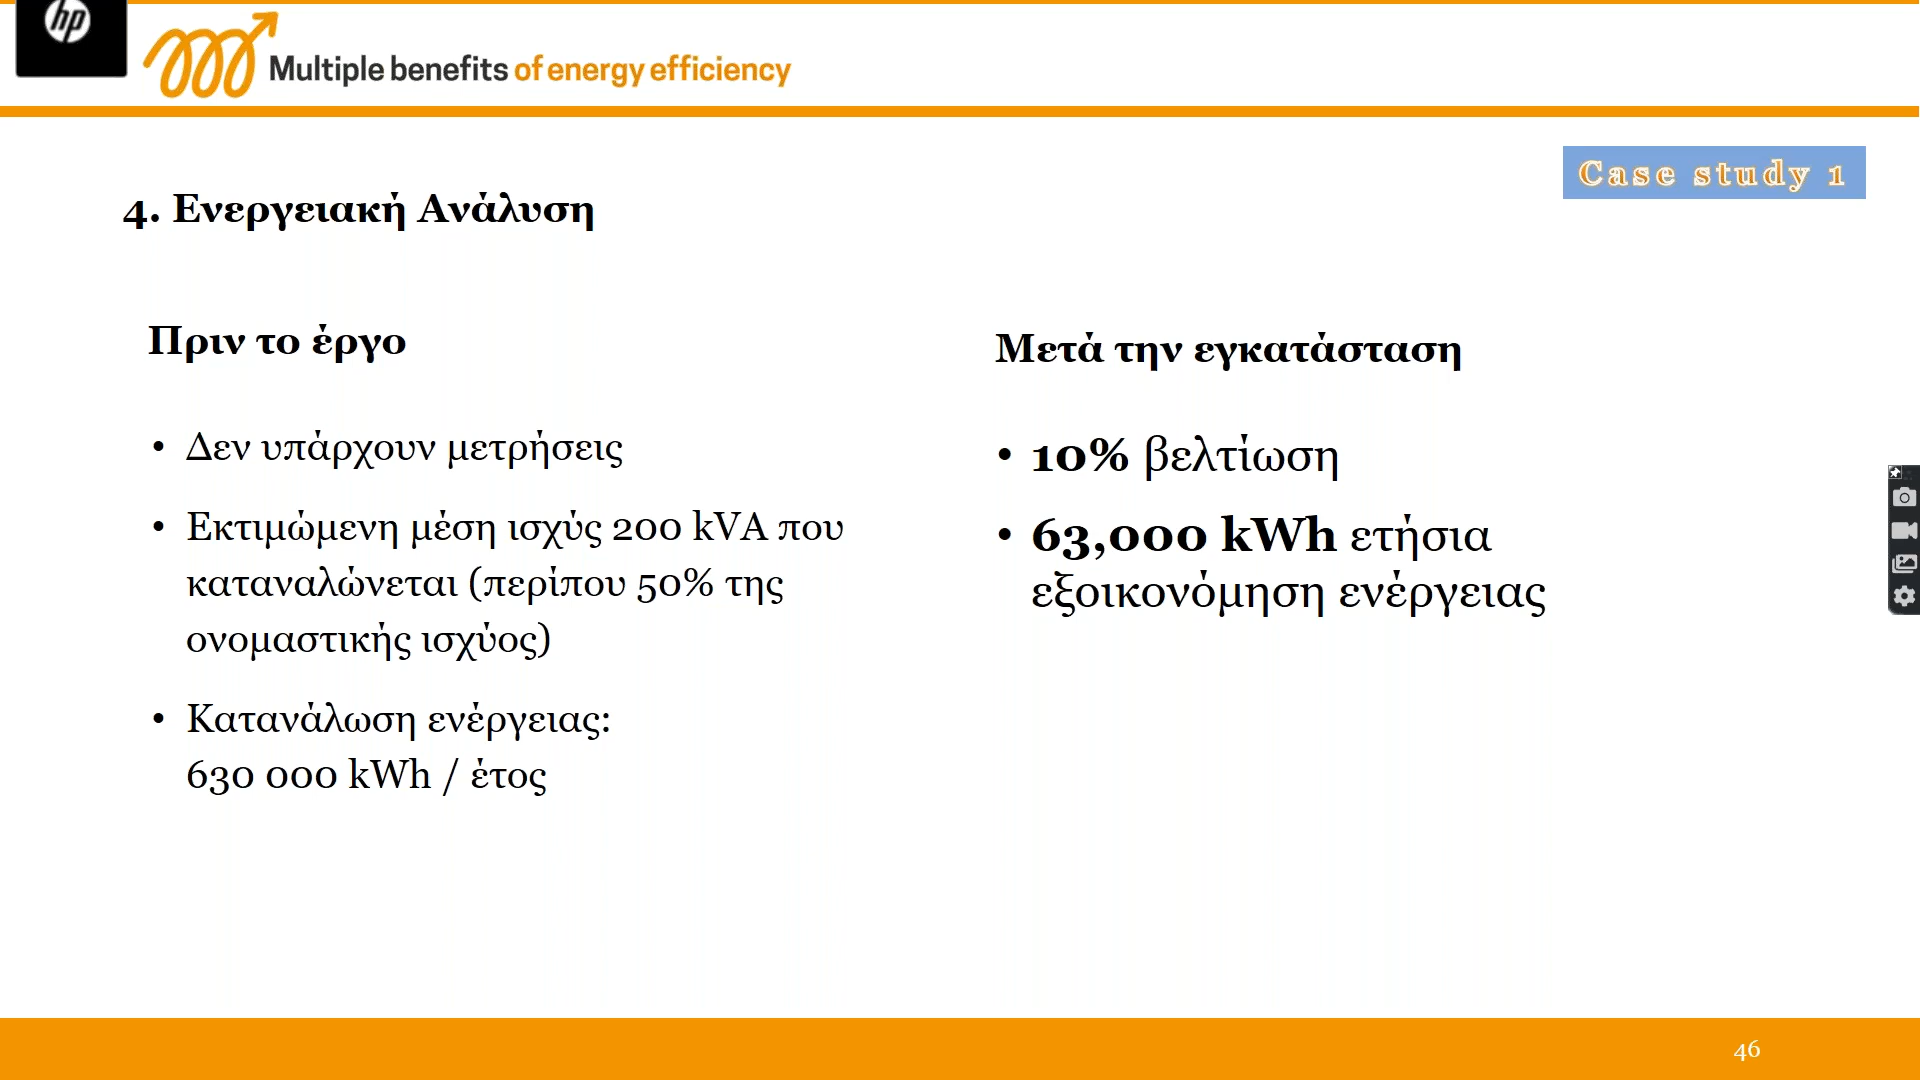 hp
Multiple benefits of energy efficiency
Case study 1
4. Ενεργειακή Ανάλυση
Πριν το έργο
• Δεν υπάρχουν μετρήσεις
• Εκτιμώμενη μέση ισχύς 200 kVA που
καταναλώνεται (περίπου 50% της
ονομαστικής ισχύος)
• Κατανάλωση ενέργειας:
630 000 kWh / έτος
Μετά την εγκατάσταση
• 10% βελτίωση
• 63,000 kWh ετήσια
εξοικονόμηση ενέργειας
46